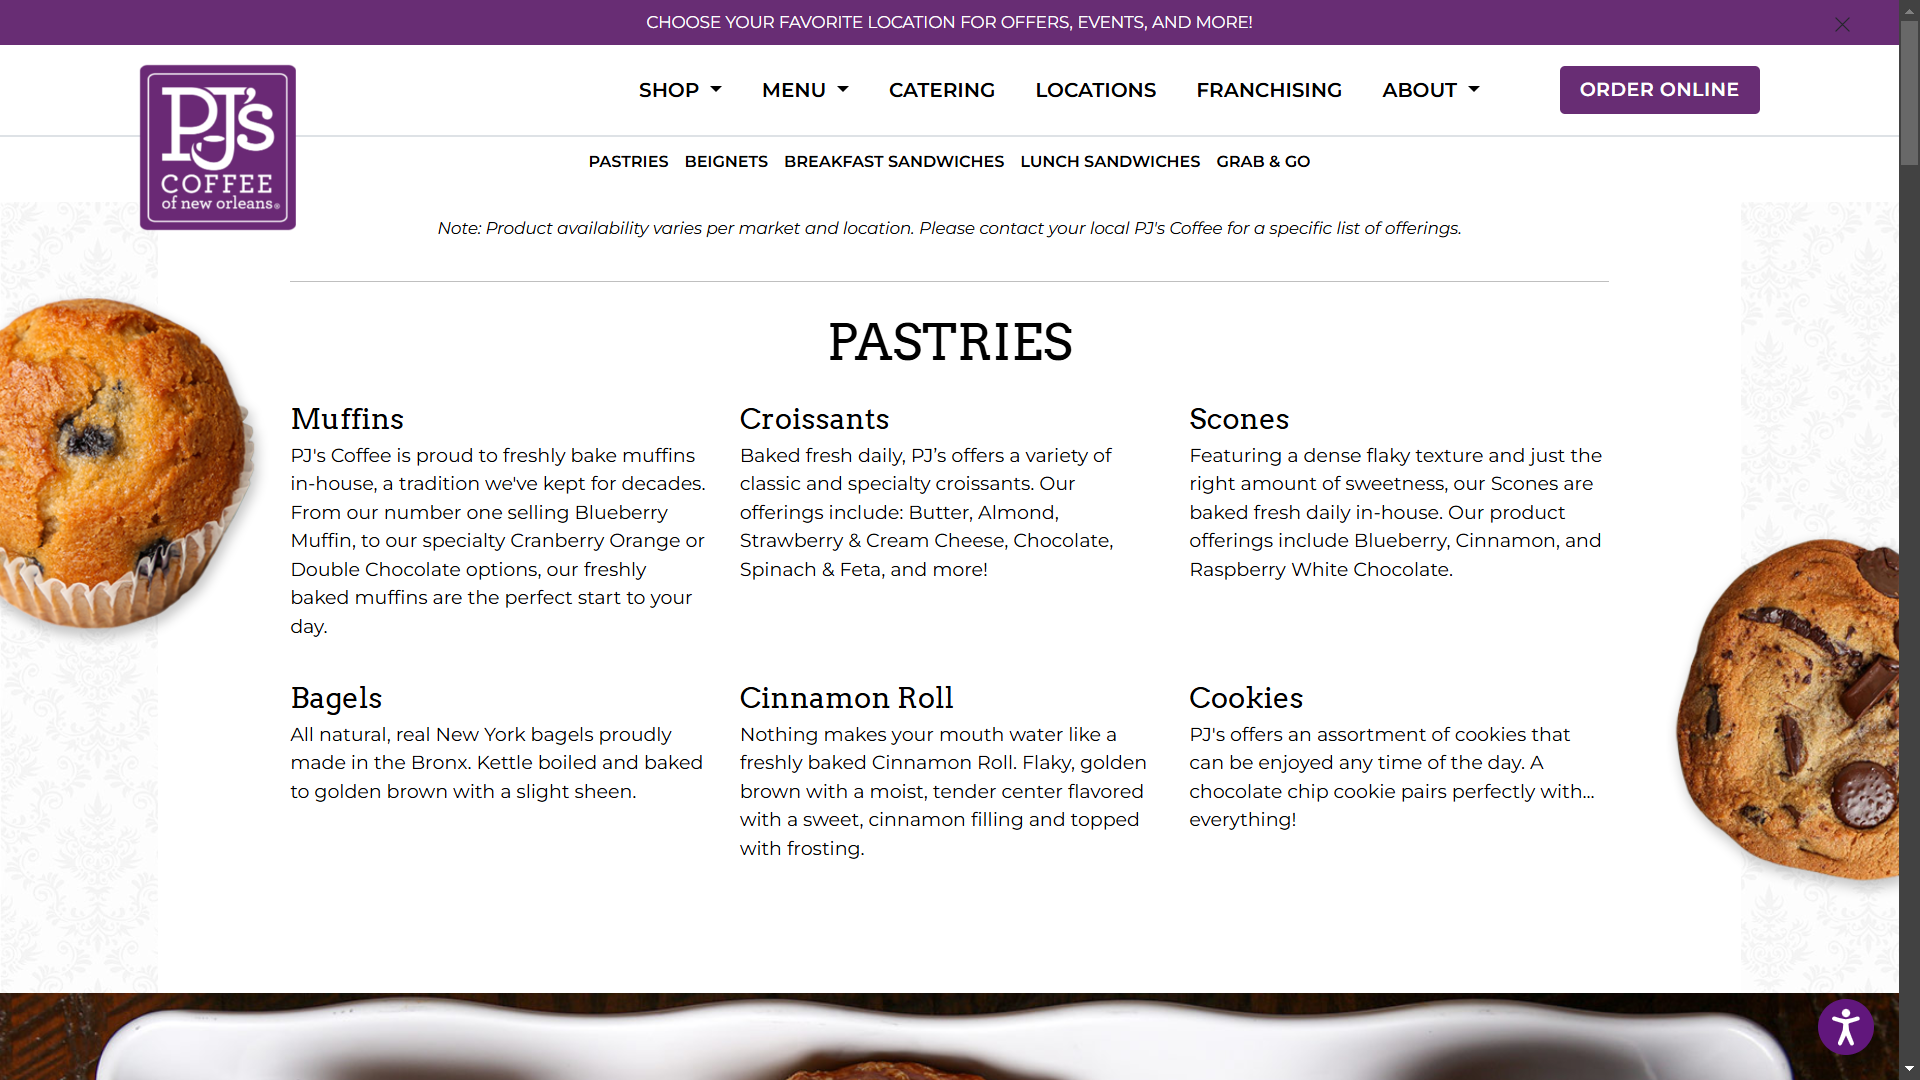 CHOOSE YOUR FAVORITE LOCATION FOR OFFERS, EVENTS, AND MORE!
PJ's
COFFEE
of new orleans®
SHOP
MENU
CATERING
LOCATIONS
FRANCHISING
ABOUT
ORDER ONLINE
PASTRIES
BEIGNETS
BREAKFAST SANDWICHES
LUNCH SANDWICHES
GRAB & GO
Note: Product availability varies per market and location. Please contact your local PJ's Coffee for a specific list of offerings.
PASTRIES
Muffins
PJ's Coffee is proud to freshly bake muffins
in-house, a tradition we've kept for decades.
From our number one selling Blueberry
Muffin, to our specialty Cranberry Orange or
Double Chocolate options, our freshly
baked muffins are the perfect start to your
day.
Croissants
Baked fresh daily, PJ’s offers a variety of
classic and specialty croissants. Our
offerings include: Butter, Almond,
Strawberry & Cream Cheese, Chocolate,
Spinach & Feta, and more!
Scones
Featuring a dense flaky texture and just the
right amount of sweetness, our Scones are
baked fresh daily in-house. Our product
offerings include Blueberry, Cinnamon, and
Raspberry White Chocolate.
Bagels
All natural, real New York bagels proudly
made in the Bronx. Kettle boiled and baked
to golden brown with a slight sheen.
Cinnamon Roll
Nothing makes your mouth water like a
freshly baked Cinnamon Roll. Flaky, golden
brown with a moist, tender center flavored
with a sweet, cinnamon filling and topped
with frosting.
Cookies
PJ's offers an assortment of cookies that
can be enjoyed any time of the day. A
chocolate chip cookie pairs perfectly with...
everything!